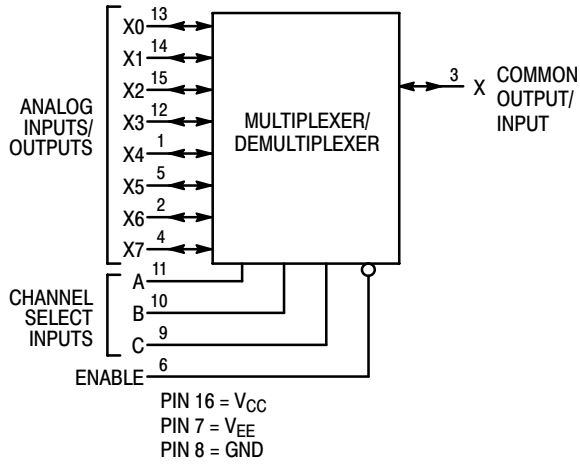 X0 13
X1 14
X2 15
X3 12
X4 1
X5 5
X6 2
X7 4
ANALOG
INPUTS/
OUTPUTS
MULTIPLEXER/
DEMULTIPLEXER
3 X COMMON
OUTPUT/
INPUT
A 11
B 10
C 9
CHANNEL
SELECT
INPUTS
ENABLE 6
PIN 16 = VCC
PIN 7 = VEE
PIN 8 = GND